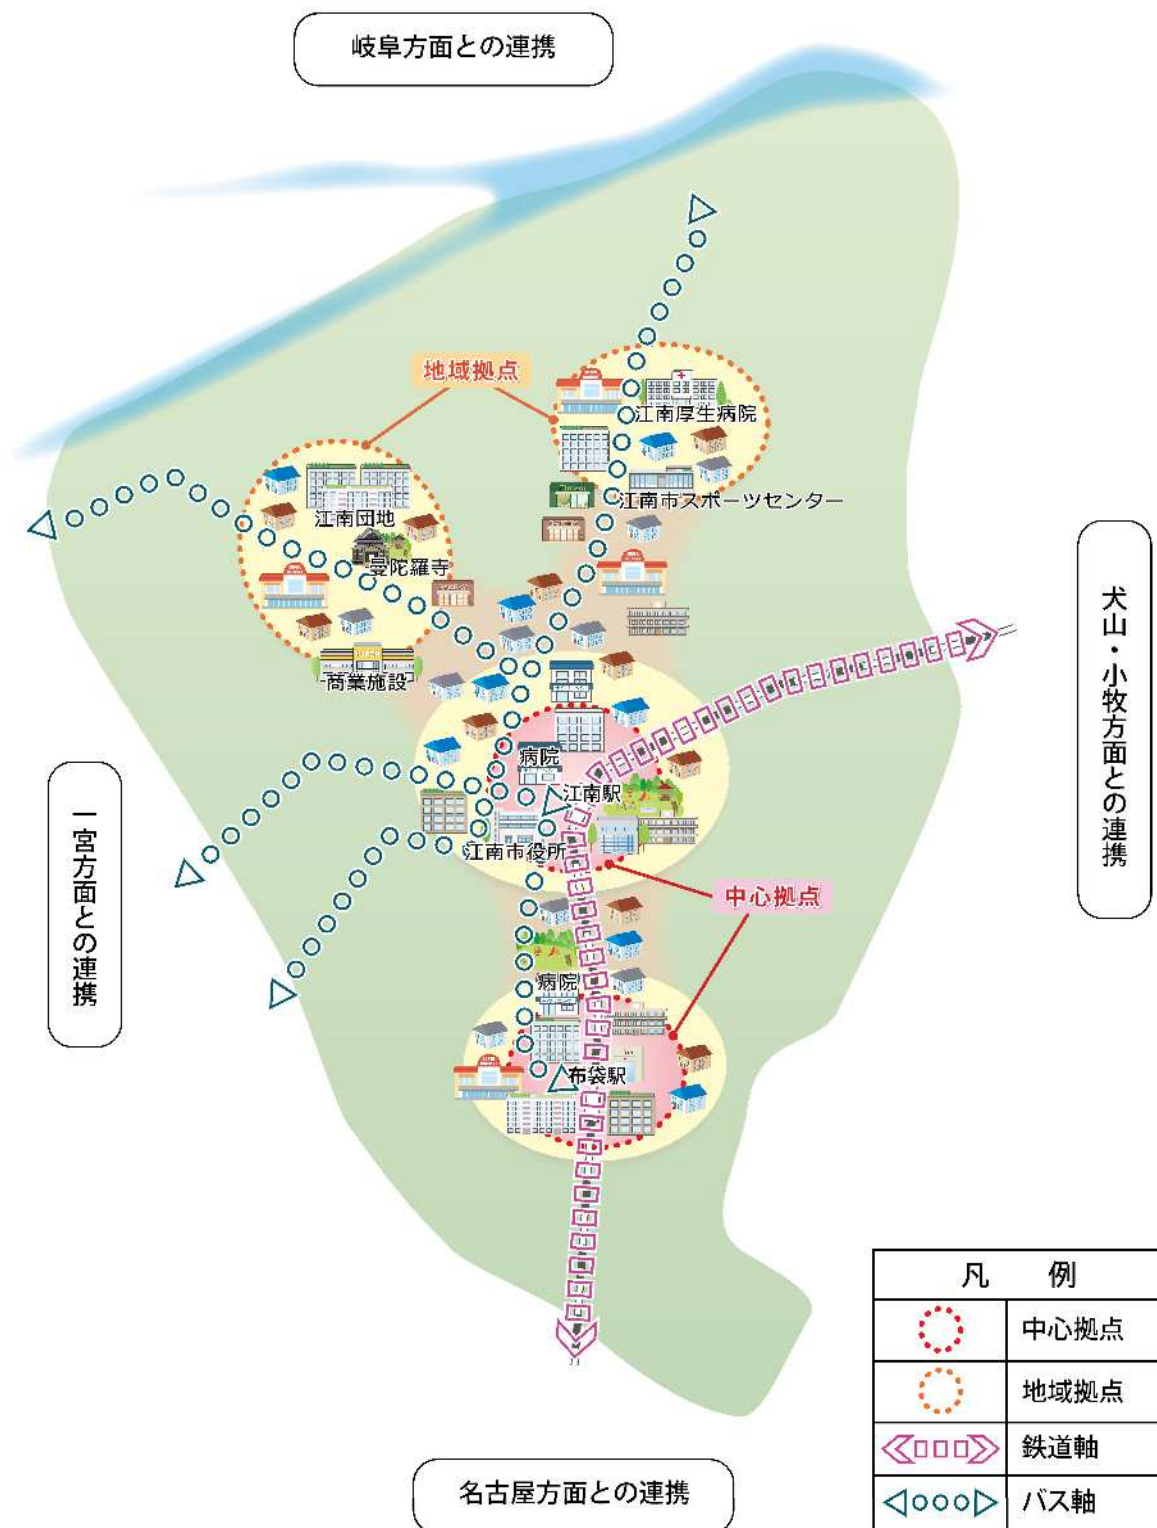 岐阜方面との連携
地域拠点
江南厚生病院
江南市スポーツセンター
江南団地
曼陀羅寺
商業施設
犬山・小牧方面との連携
病院
江南駅
江南市役所
一宮方面との連携
中心拠点
病院
布袋駅
凡 例
中心拠点
地域拠点
鉄道軸
バス軸
名古屋方面との連携